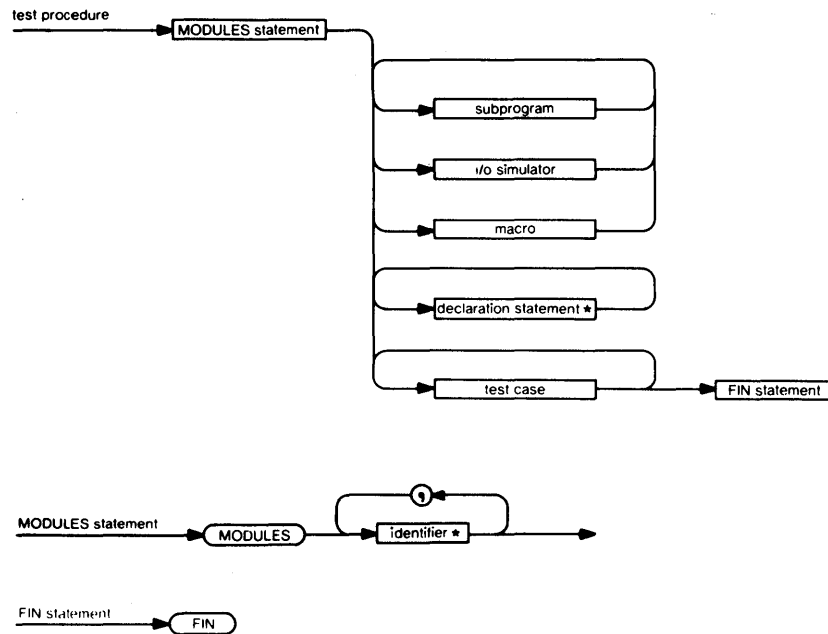 test procedure
MODULES statement
subprogram
i/o simulator
macro
declaration statement *
test case
FIN statement
,
MODULES statement
MODULES
identifier *
FIN statement
FIN